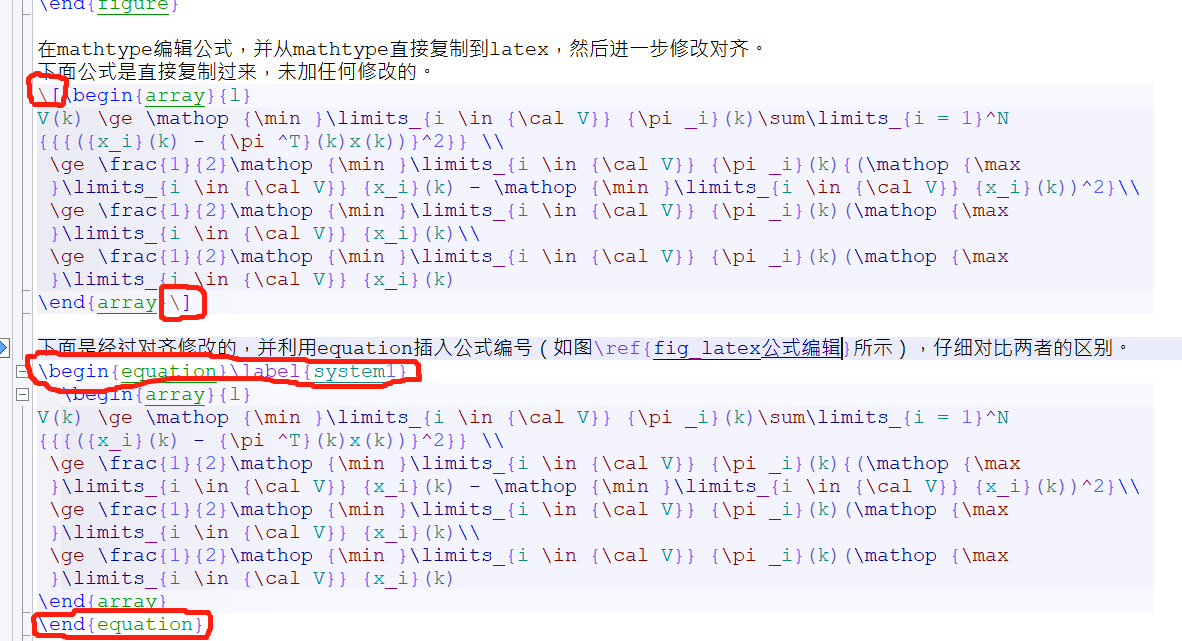 \end{figure}
在mathtype编辑公式，并从mathtype直接复制到latex，然后进一步修改对齐。
下面公式是直接复制过来，未加任何修改的。
\[\begin{array}{l}
V(k) \ge \mathop {\min }\limits_{i \in {\cal V}} {\pi _i}(k)\sum\limits_{i = 1}^N
{{{({x_i}(k) - {\pi ^T}(k)x(k))}^2}} \\
\ge \frac{1}{2}\mathop {\min }\limits_{i \in {\cal V}} {\pi _i}(k){(\mathop {\max
}\limits_{i \in {\cal V}} {x_i}(k) - \mathop {\min }\limits_{i \in {\cal V}} {x_i}(k))^2}\\
\ge \frac{1}{2}\mathop {\min }\limits_{i \in {\cal V}} {\pi _i}(k)(\mathop {\max
}\limits_{i \in {\cal V}} {x_i}(k)\\
\ge \frac{1}{2}\mathop {\min }\limits_{i \in {\cal V}} {\pi _i}(k)(\mathop {\max
}\limits_{i \in {\cal V}} {x_i}(k)
\end{array}\]
下面是经过对齐修改的，并利用equation插入公式编号（如图\ref{fig_latex公式编辑}所示），仔细对比两者的区别。
\begin{equation}\label{system1}
\begin{array}{l}
V(k) \ge \mathop {\min }\limits_{i \in {\cal V}} {\pi _i}(k)\sum\limits_{i = 1}^N
{{{({x_i}(k) - {\pi ^T}(k)x(k))}^2}} \\
\ge \frac{1}{2}\mathop {\min }\limits_{i \in {\cal V}} {\pi _i}(k){(\mathop {\max
}\limits_{i \in {\cal V}} {x_i}(k) - \mathop {\min }\limits_{i \in {\cal V}} {x_i}(k))^2}\\
\ge \frac{1}{2}\mathop {\min }\limits_{i \in {\cal V}} {\pi _i}(k)(\mathop {\max
}\limits_{i \in {\cal V}} {x_i}(k)\\
\ge \frac{1}{2}\mathop {\min }\limits_{i \in {\cal V}} {\pi _i}(k)(\mathop {\max
}\limits_{i \in {\cal V}} {x_i}(k)
\end{array}
\end{equation}